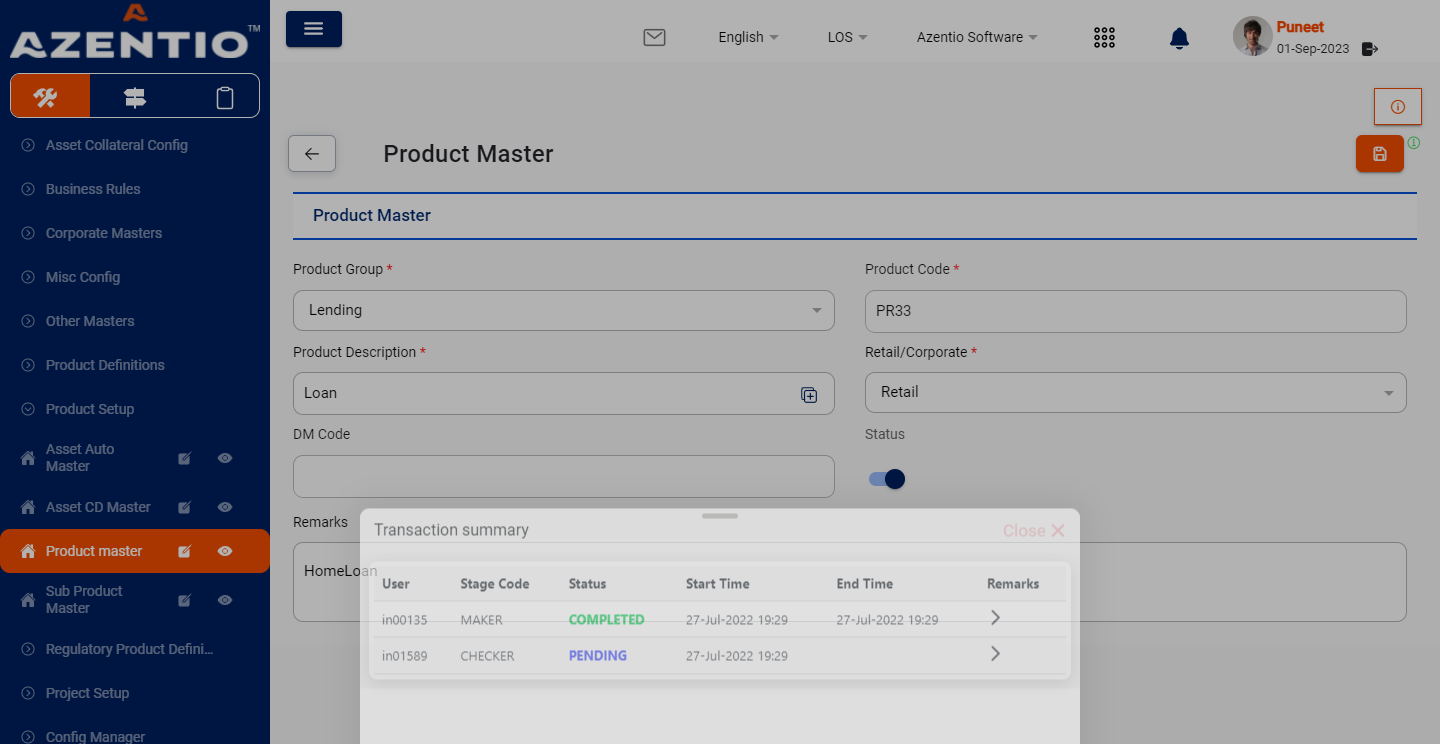 AZENTIO™
English
LOS
Azentio Software
Puneet
01-Sep-2023
Asset Collateral Config
Business Rules
Corporate Masters
Misc Config
Other Masters
Product Definitions
Product Setup
Asset Auto
Master
Asset CD Master
Product master
Sub Product
Master
Regulatory Product Defini...
Project Setup
Config Manager
Product Master
Product Master
Product Group *
Product Code *
Lending
PR33
Product Description *
Retail/Corporate *
Loan
Retail
DM Code
Status
Remarks
HomeLoan
Transaction summary
Close
User Stage Code Status Start Time End Time Remarks
in00135 MAKER COMPLETED 27-Jul-2022 19:29 27-Jul-2022 19:29
in01589 CHECKER PENDING 27-Jul-2022 19:29